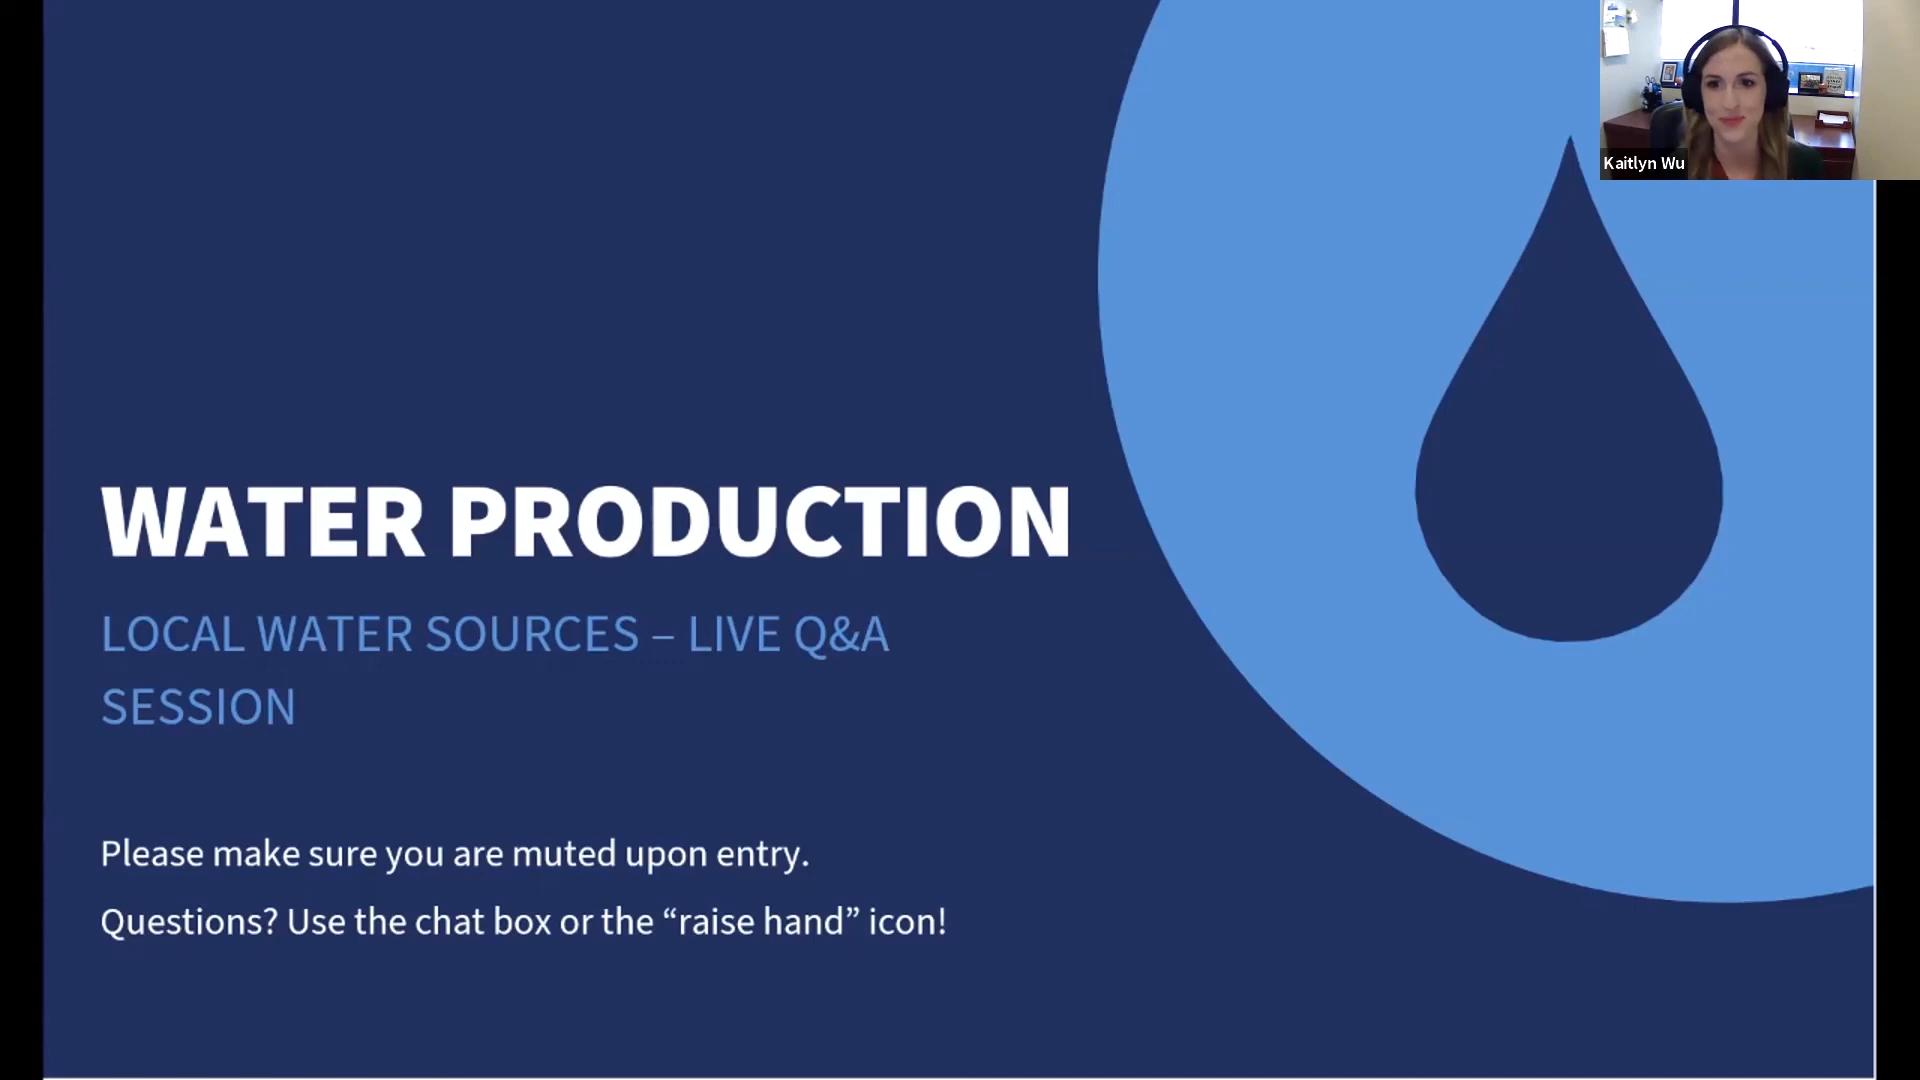 Kaitlyn Wu
WATER PRODUCTION
LOCAL WATER SOURCES – LIVE Q&A
SESSION
Please make sure you are muted upon entry.
Questions? Use the chat box or the “raise hand” icon!